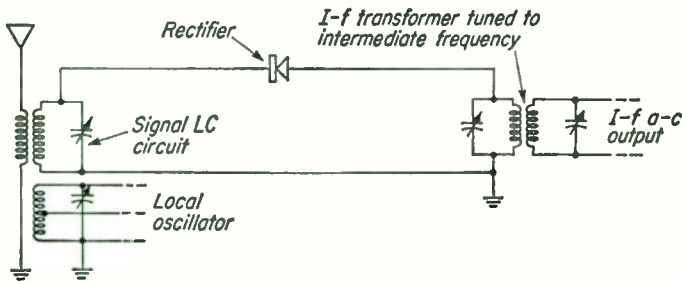 I-f transformer tuned to
intermediate frequency
Rectifier
Signal LC
circuit
I-f a-c
output
Local
oscillator